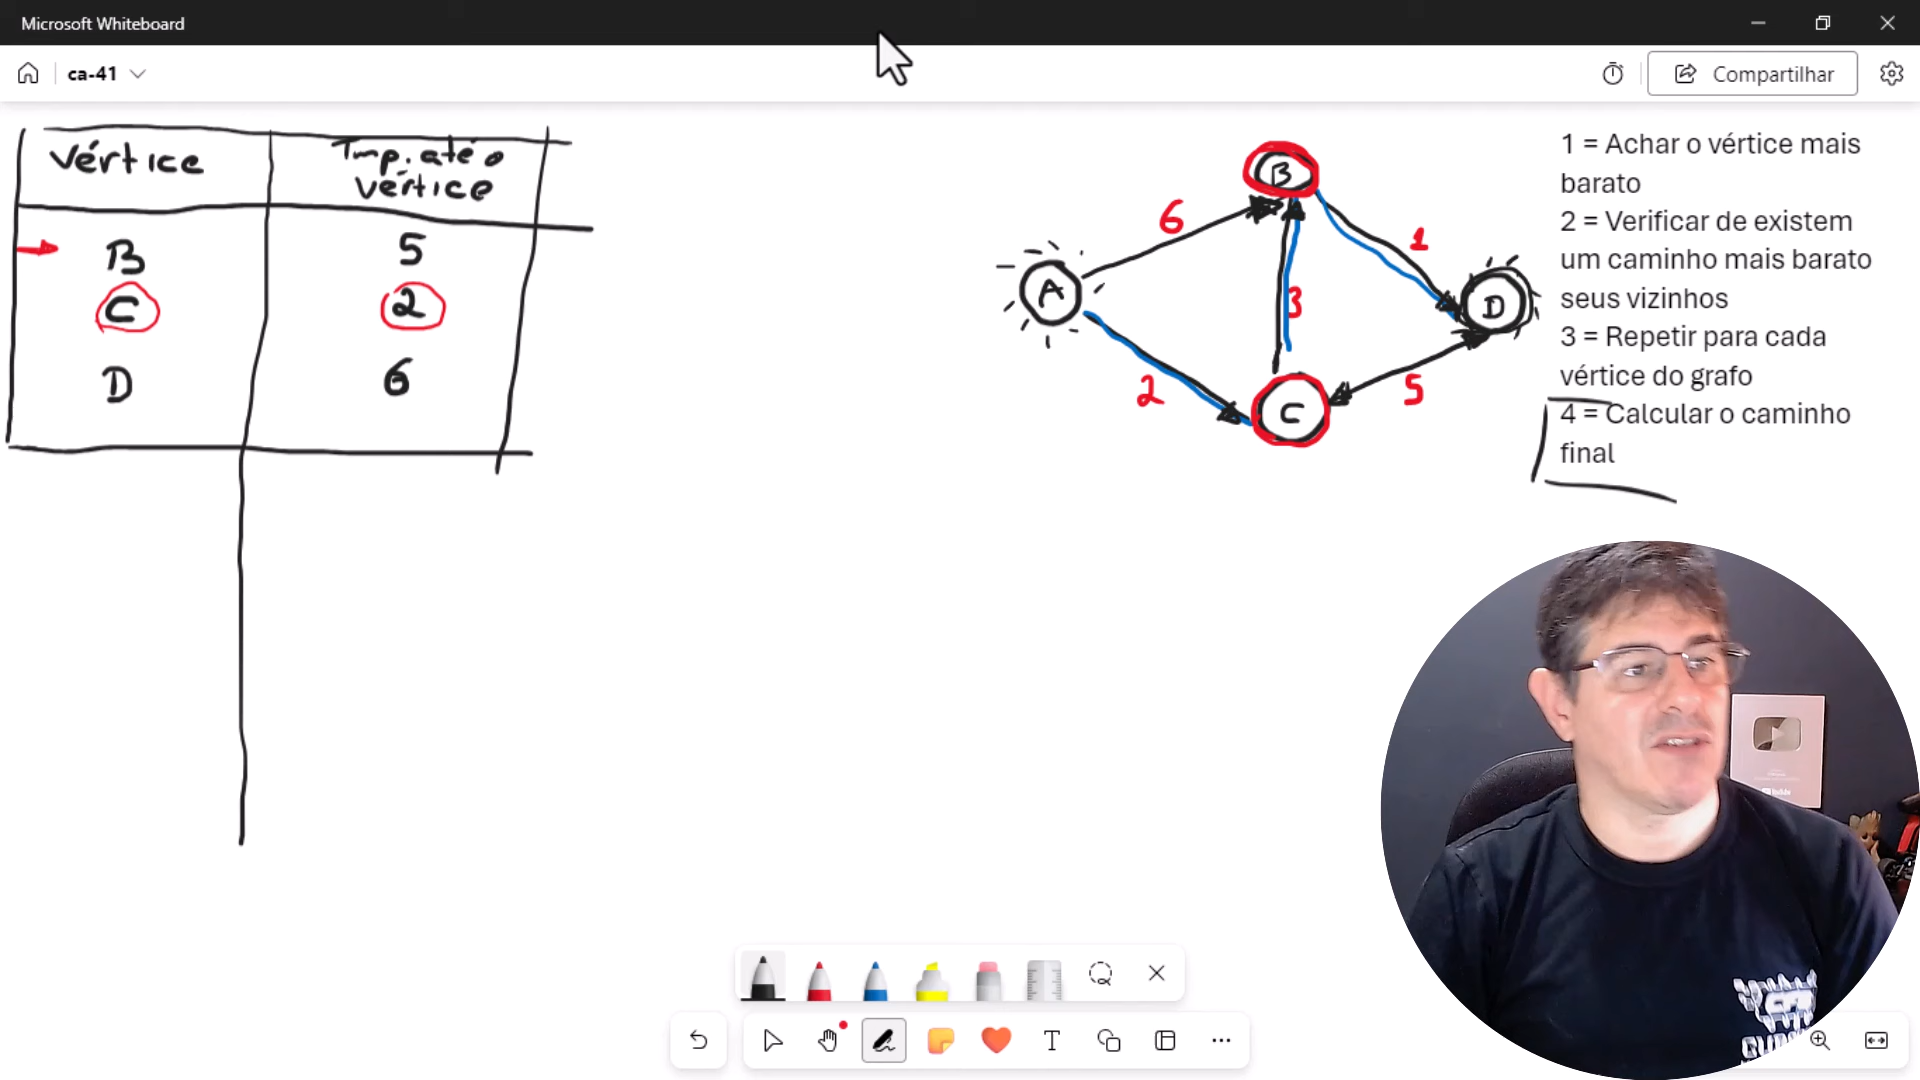 Microsoft Whiteboard
ca-41
Compartilhar
Vértice
Tmp. até o
vértice
B 5
C 2
D 6
A
B
C
D
6
1
3
2
5
1 = Achar o vértice mais
barato
2 = Verificar de existem
um caminho mais barato
seus vizinhos
3 = Repetir para cada
vértice do grafo
4 = Calcular o caminho
final